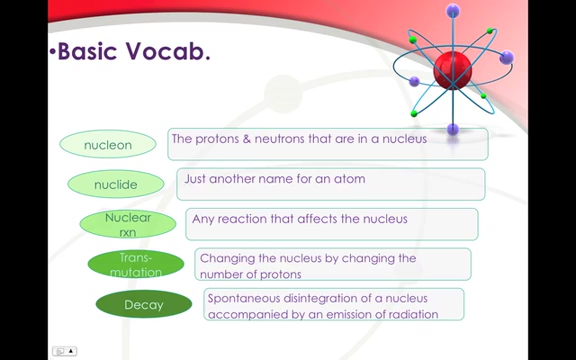 •Basic Vocab.
nucleon
The protons & neutrons that are in a nucleus
nuclide
Just another name for an atom
Nuclear
rxn
Any reaction that affects the nucleus
Trans-
mutation
Changing the nucleus by changing the
number of protons
Decay
Spontaneous disintegration of a nucleus
accompanied by an emission of radiation